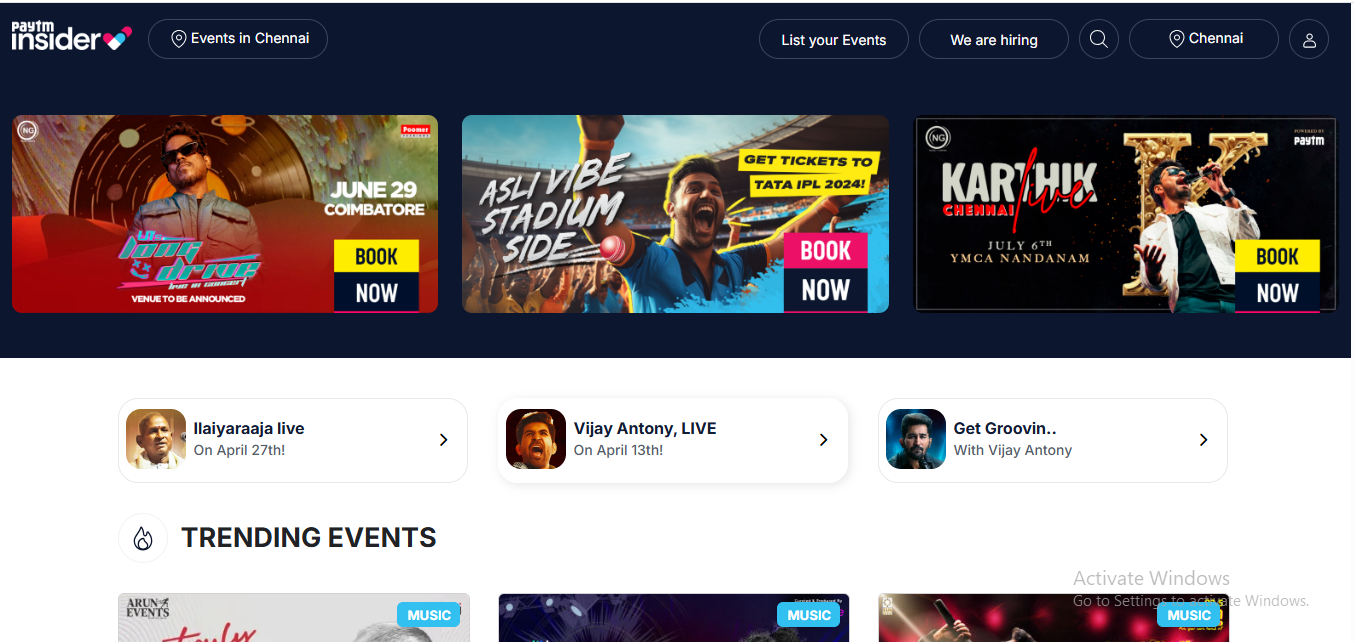 paytm
insider
Events in Chennai
List your Events
We are hiring
Chennai
NG
Poomer
JUNE 29
COIMBATORE
U1's
Long
drive
live in concert
VENUE TO BE ANNOUNCED
BOOK
NOW
ASLI VIBE
STADIUM
SIDE
GET TICKETS TO
TATA IPL 2024!
BOOK
NOW
NG
KARTHIK
live
CHENNAI
JULY 6TH
YMCA NANDANAM
POWERED BY
paytm
BOOK
NOW
Ilaiyaraaja live
On April 27th!
Vijay Antony, LIVE
On April 13th!
Get Groovin..
With Vijay Antony
TRENDING EVENTS
ARUN
EVENTS
MUSIC
MUSIC
MUSIC
Activate Windows
Go to Settings to activate Windows.